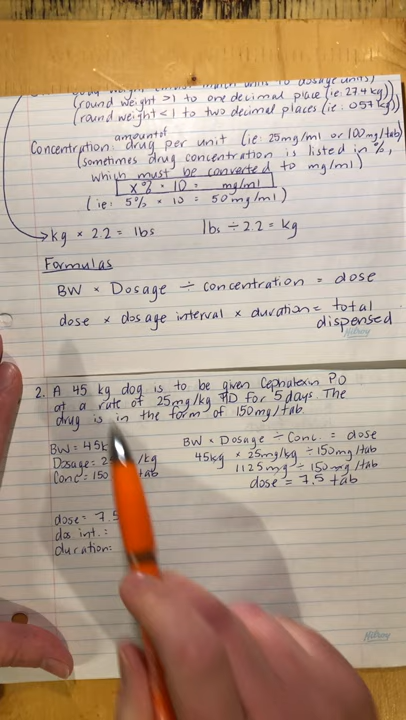 (round weight >1 to one decimal place (ie: 27.4 kg))
(round weight <1 to two decimal places (ie: 0.57 kg))
amount of
Concentration: drug per unit (ie: 25mg/ml or 100mg/tab)
(sometimes drug concentration is listed in %,
which must be converted to mg/ml)
x% × 10 = mg/ml
(ie: 5% × 10 = 50mg/ml)
kg × 2.2 = lbs lbs ÷ 2.2 = kg
Formulas
BW × Dosage ÷ concentration = dose
dose × dosage interval × duration = total
dispensed
Hilroy
2. A 45 kg dog is to be given Cephalexin PO
at a rate of 25mg/kg for 5 days. The
drug is in the form of 150mg/tab.
BW = 45k
Dosage = 2 /kg
Conc = 150 tab
BW × Dosage ÷ Conc. = dose
45kg × 25mg/kg ÷ 150mg/tab
1125mg ÷ 150mg/tab
dose = 7.5 tab
dose = 7.5
dos int.:
duration:
Hilroy